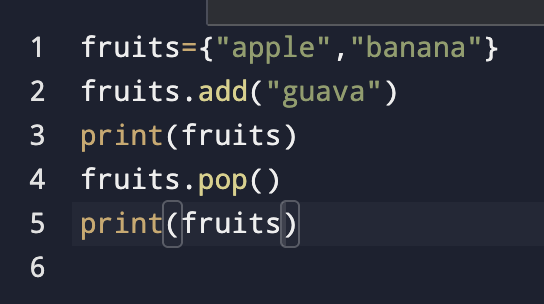 1 fruits={"apple","banana"}
2 fruits.add("guava")
3 print(fruits)
4 fruits.pop()
5 print(fruits)
6